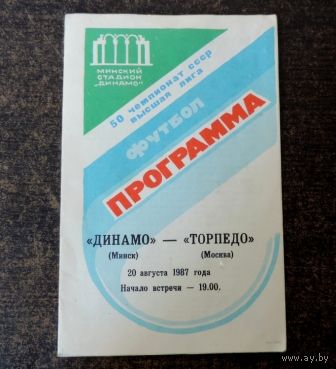 МИНСКИЙ
СТАДИОН
„ДИНАМО"
50 чемпионат СССР
высшая лига
футбол
ПРОГРАММА
«ДИНАМО» — «ТОРПЕДО»
(Минск) (Москва)
20 августа 1987 года
Начало встречи — 19.00.
www.ay.by